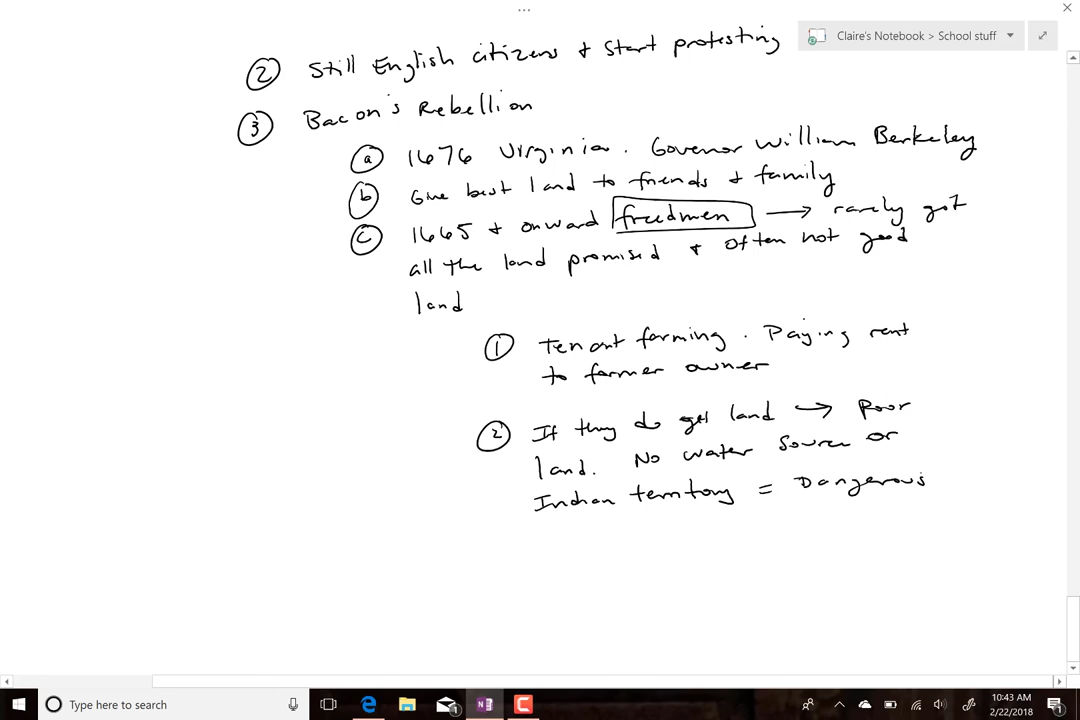 ...
Claire's Notebook > School stuff
② Still English citizens + start protesting
③ Bacon's Rebellion
ⓐ 1676 Virginia. Govenor William Berkeley
ⓑ Give best land to friends + family
ⓒ 1665 + onward freedmen → rarely got
all the land promised + often not good
land
① Tenant farming. Paying rent
to farmer owner
② If they do get land → Poor
land. No water source or
Indian territory = Dangerous
Type here to search
10:43 AM
2/22/2018